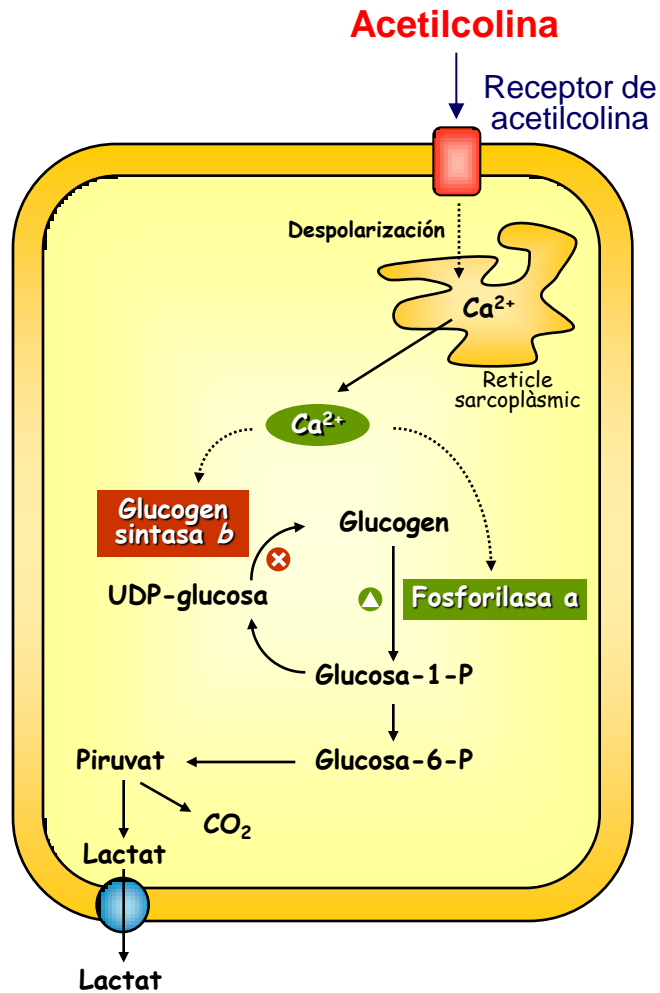 Acetilcolina
Receptor de
acetilcolina
Despolarización
Ca²⁺
Reticle
sarcoplàsmic
Ca²⁺
Glucogen
sintasa b
Glucogen
UDP-glucosa
Fosforilasa a
Glucosa-1-P
Piruvat
Glucosa-6-P
CO₂
Lactat
Lactat